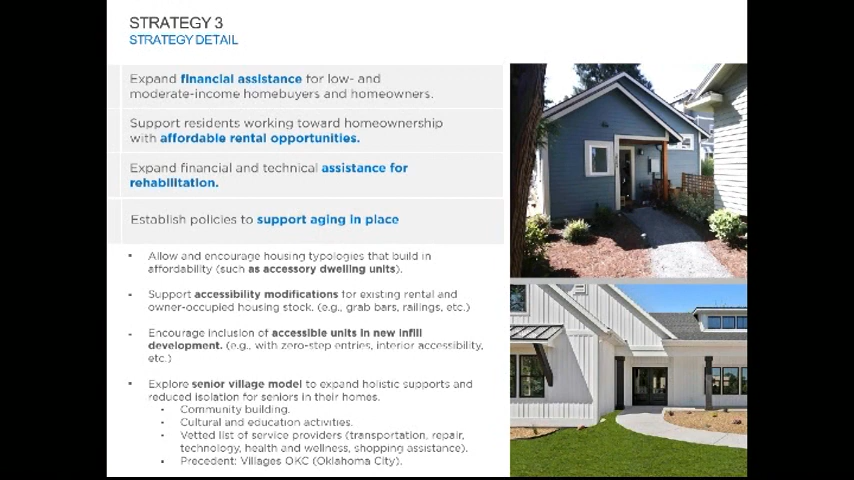 STRATEGY 3
STRATEGY DETAIL
Expand financial assistance for low- and
moderate-income homebuyers and homeowners.
Support residents working toward homeownership
with affordable rental opportunities.
Expand financial and technical assistance for
rehabilitation.
Establish policies to support aging in place
▪ Allow and encourage housing typologies that build in
affordability (such as accessory dwelling units).
▪ Support accessibility modifications for existing rental and
owner-occupied housing stock. (e.g., grab bars, railings, etc.)
▪ Encourage inclusion of accessible units in new infill
development. (e.g., with zero-step entries, interior accessibility,
etc.)
▪ Explore senior village model to expand holistic supports and
reduced isolation for seniors in their homes.
▪ Community building.
▪ Cultural and education activities.
▪ Vetted list of service providers (transportation, repair,
technology, health and wellness, shopping assistance).
▪ Precedent: Villages OKC (Oklahoma City).